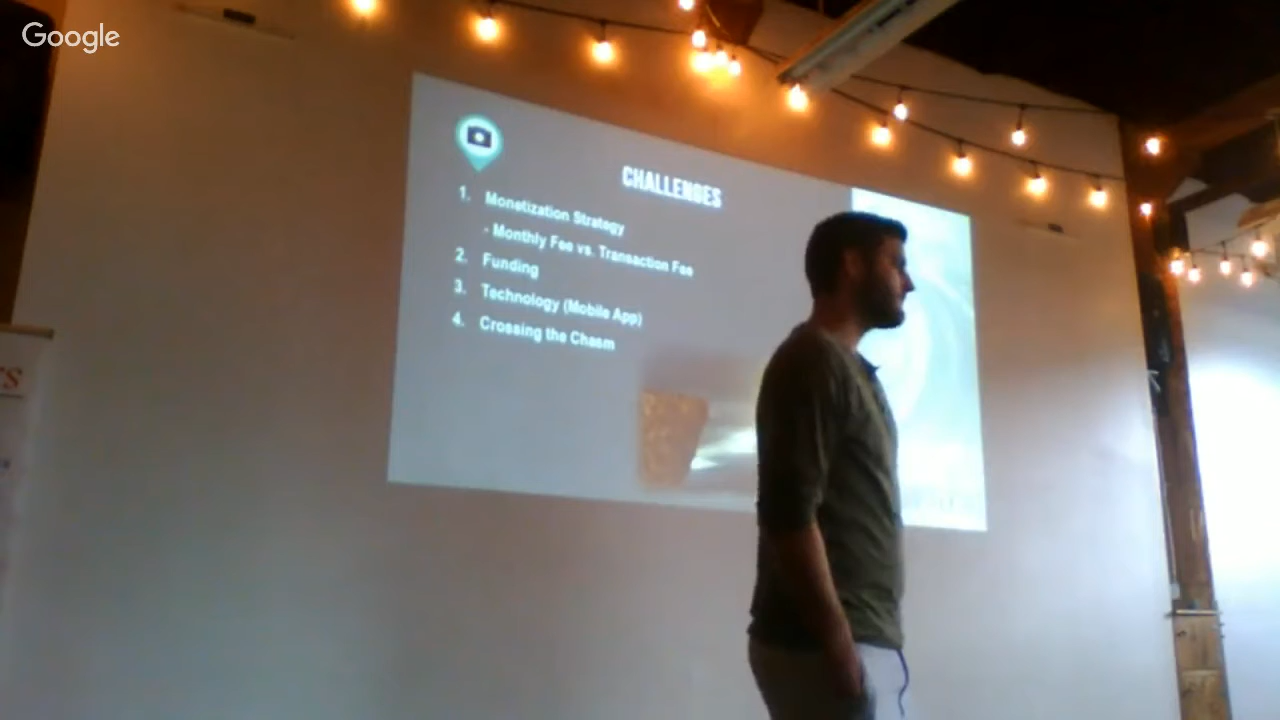 Google
CHALLENGES
1. Monetization Strategy
- Monthly Fee vs. Transaction Fee
2. Funding
3. Technology (Mobile App)
4. Crossing the Chasm